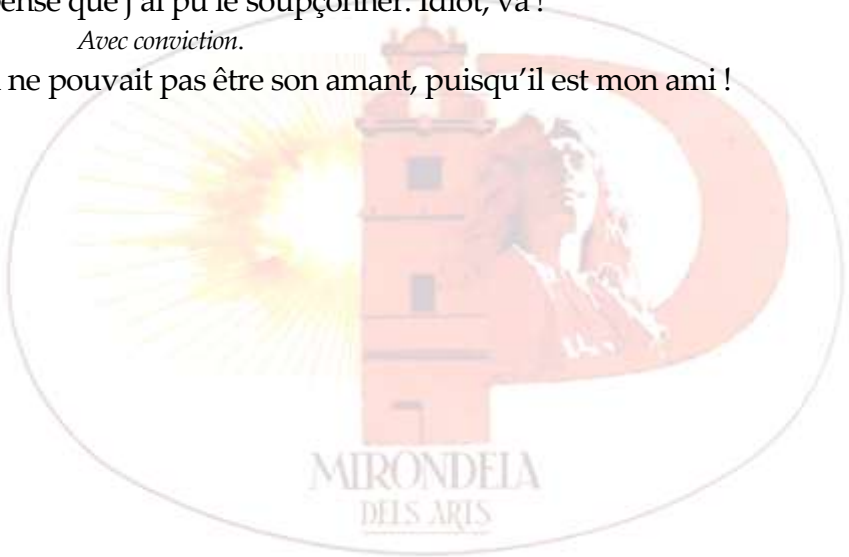 pense que j'ai pu le soupçonner. Idiot, va !
Avec conviction.
ne pouvait pas être son amant, puisqu'il est mon ami !
MIRONDELA
DELS ARTS